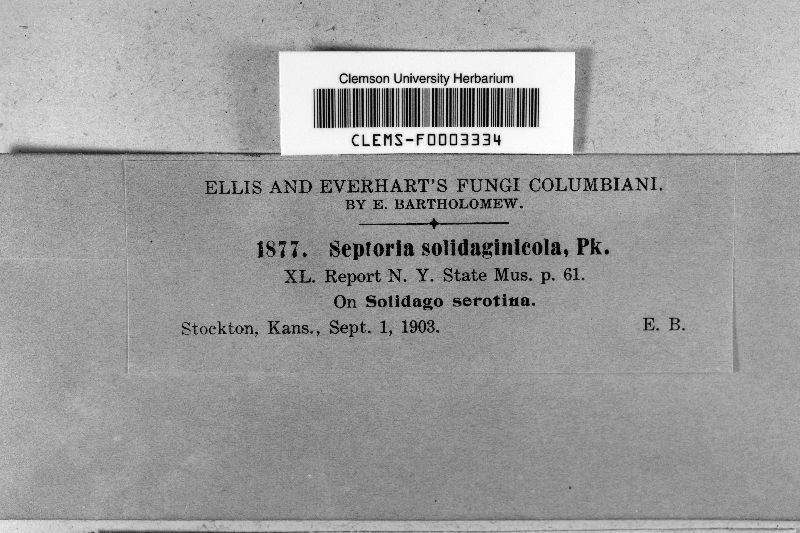 Clemson University Herbarium
CLEMS-F0003334
ELLIS AND EVERHART'S FUNGI COLUMBIANI.
BY E. BARTHOLOMEW.
1877. Septoria solidaginicola, Pk.
XL. Report N. Y. State Mus. p. 61.
On Solidago serotina.
Stockton, Kans., Sept. 1, 1903. E. B.